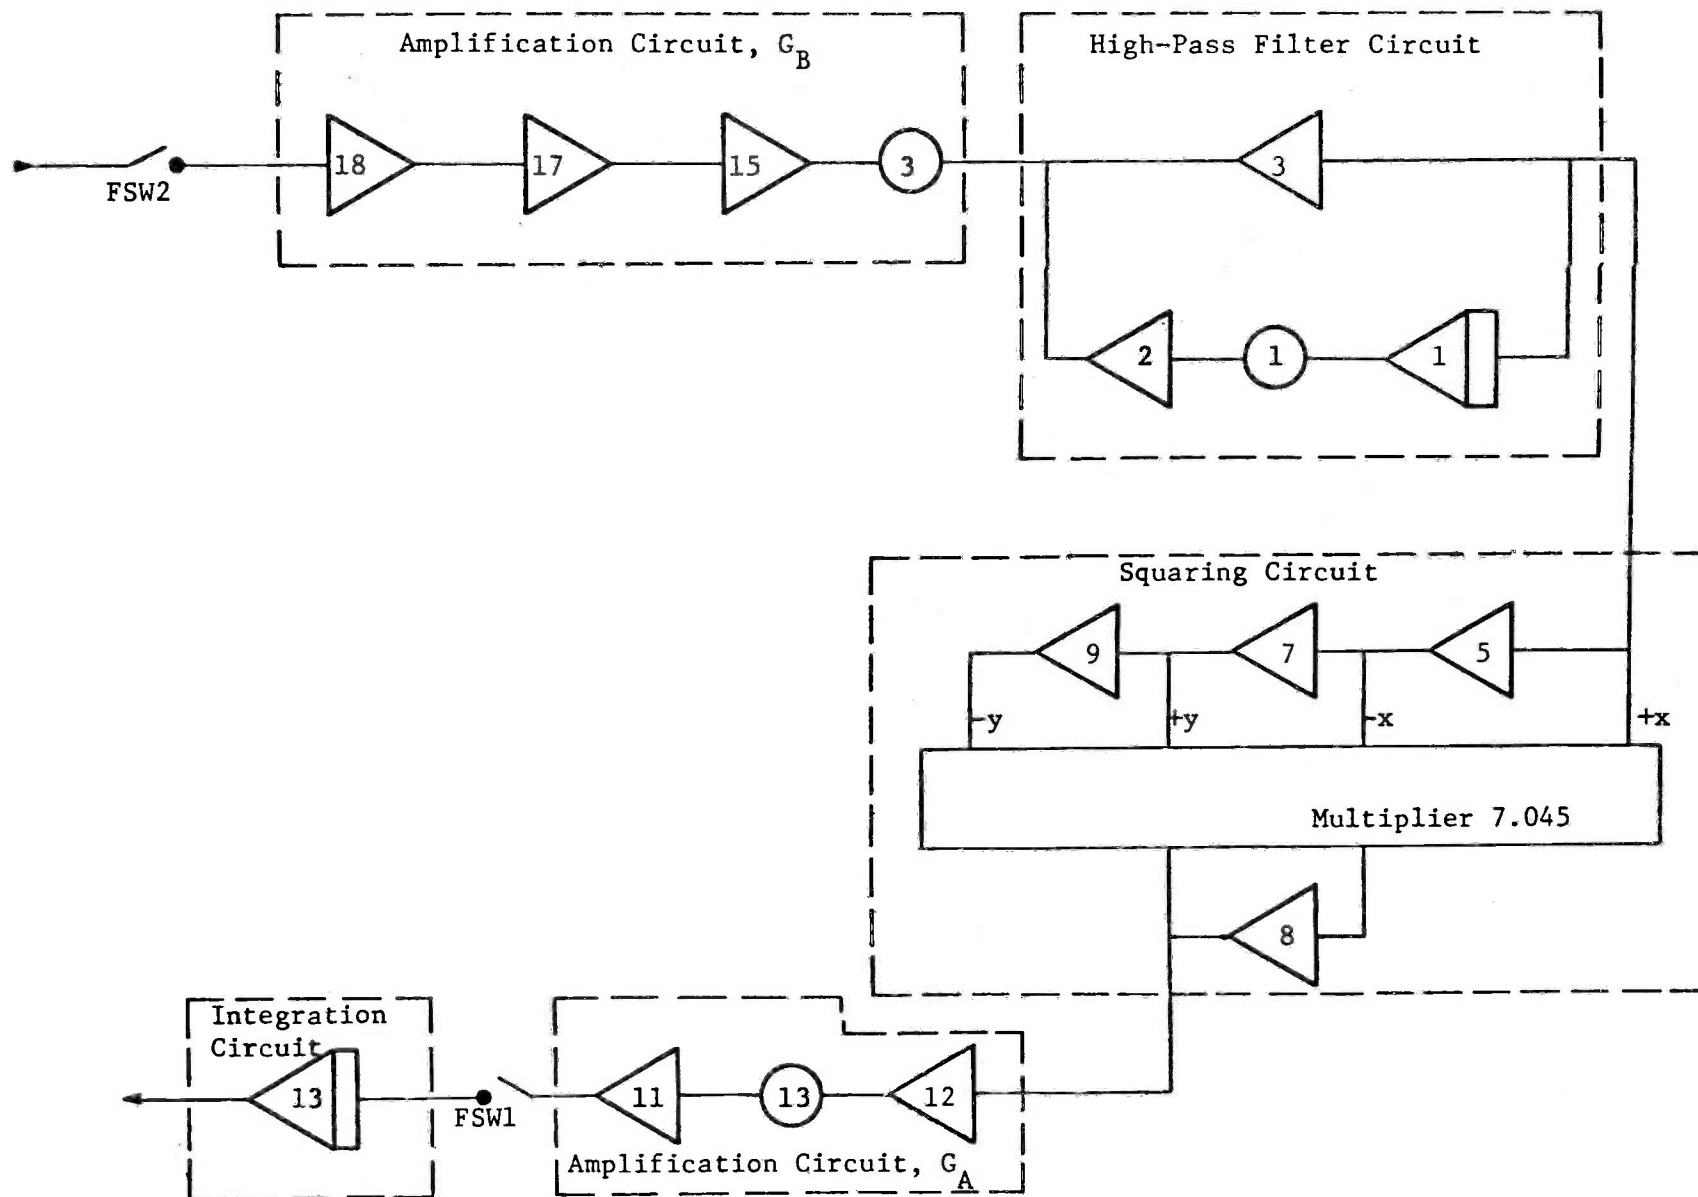 Amplification Circuit, G_B
High-Pass Filter Circuit
18
17
15
3
3
FSW2
2
1
1
Squaring Circuit
9
7
5
-y
+y
-x
+x
Multiplier 7.045
8
Integration
Circuit
13
FSW1
11
13
12
Amplification Circuit, G_A